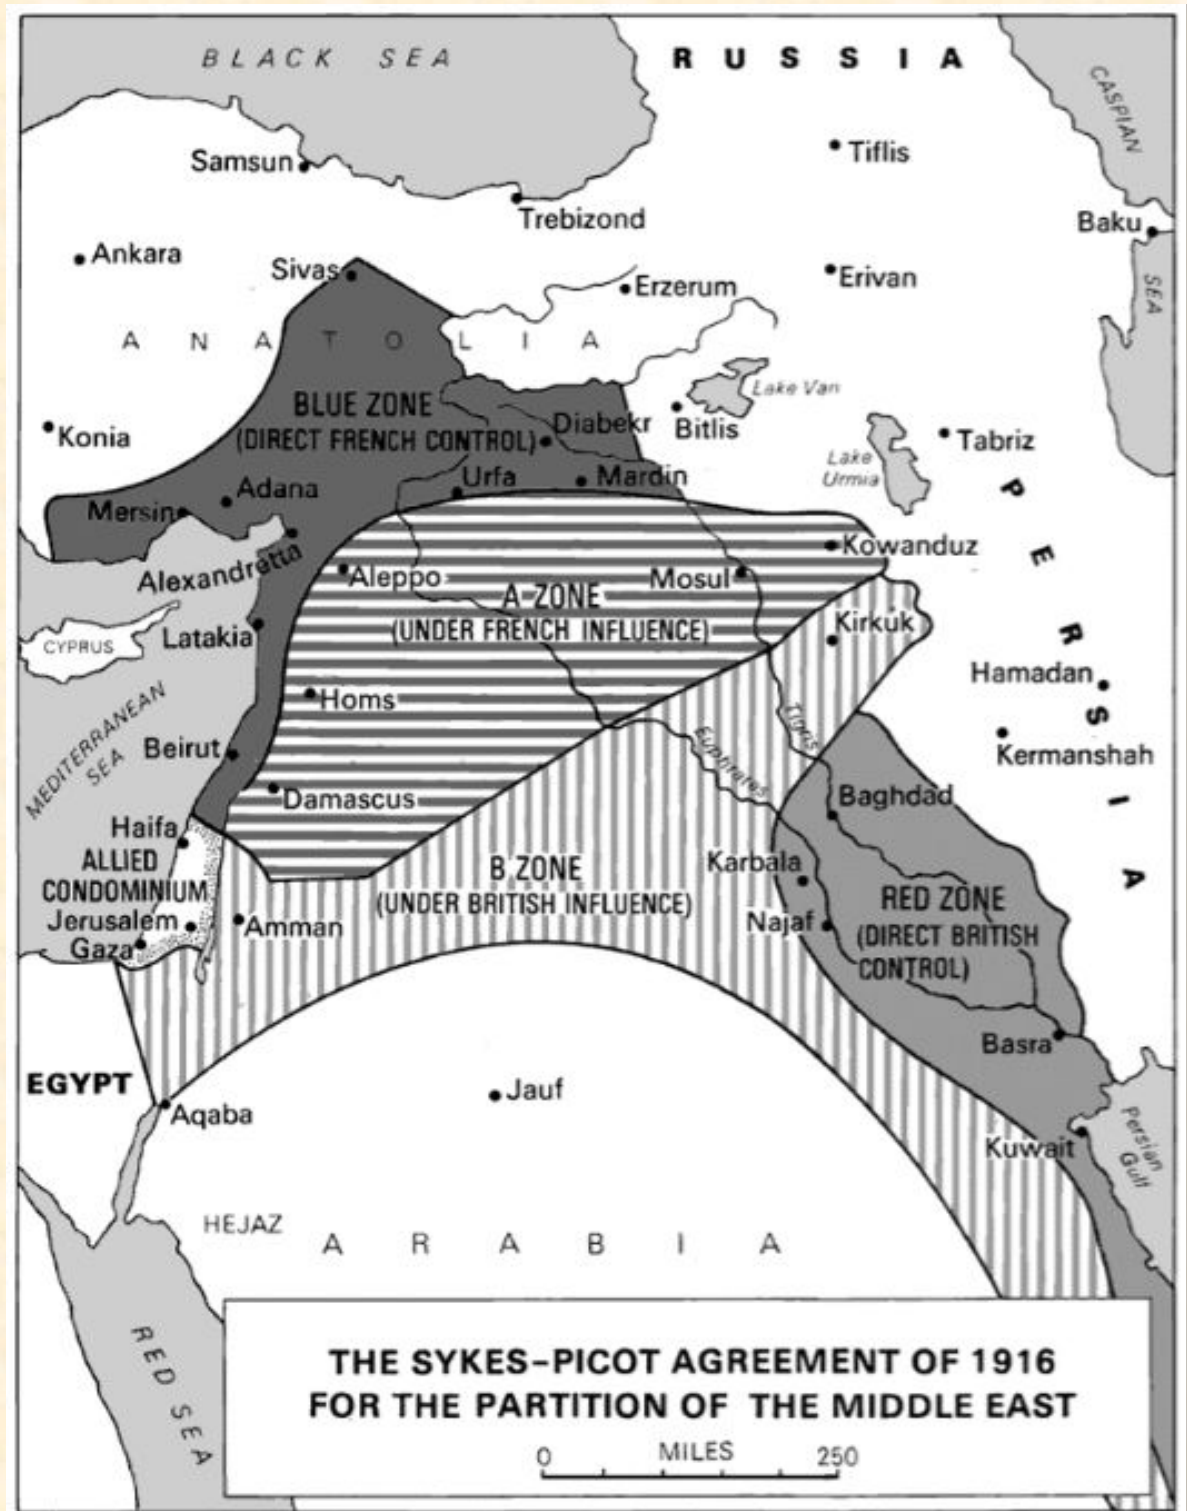 BLACK SEA
RUSSIA
CASPIAN
SEA
Tiflis
Samsun
Trebizond
Baku
Ankara
Sivas
Erzerum
Erivan
ANATOLIA
Lake Van
BLUE ZONE
(DIRECT FRENCH CONTROL)
Diabekr
Bitlis
Konia
Tabriz
Lake
Urmia
Urfa
Mardin
Adana
Mersin
PERSIA
Alexandretta
Aleppo
Kowanduz
Mosul
A ZONE
(UNDER FRENCH INFLUENCE)
Kirkuk
CYPRUS
Latakia
Hamadan
Homs
MEDITERRANEAN
SEA
Beirut
Tigris
Euphrates
Kermanshah
Damascus
Baghdad
Haifa
ALLIED
CONDOMINIUM
B ZONE
(UNDER BRITISH INFLUENCE)
Karbala
RED ZONE
(DIRECT BRITISH
CONTROL)
Jerusalem
Amman
Najaf
Gaza
Basra
EGYPT
Aqaba
Jauf
Kuwait
Persian
Gulf
HEJAZ
ARABIA
RED SEA
THE SYKES-PICOT AGREEMENT OF 1916
FOR THE PARTITION OF THE MIDDLE EAST
0 MILES 250